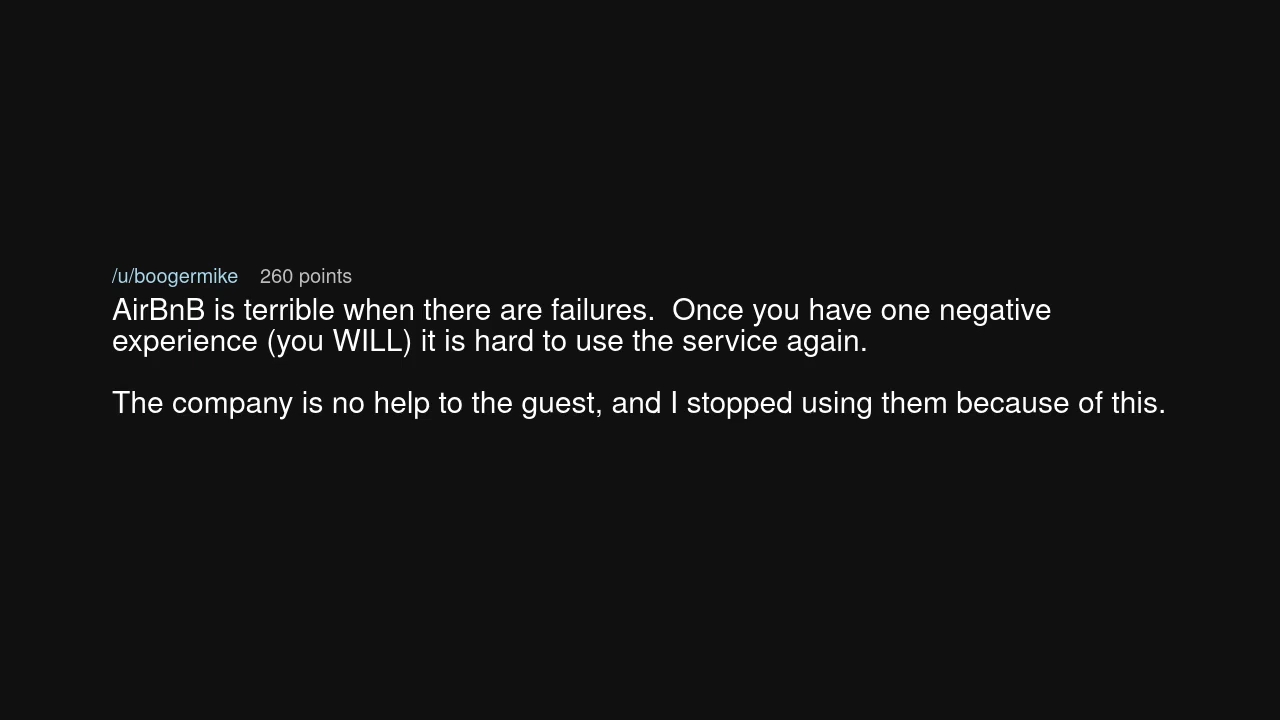 /u/boogermike 260 points
AirBnB is terrible when there are failures.  Once you have one negative
experience (you WILL) it is hard to use the service again.
The company is no help to the guest, and I stopped using them because of this.